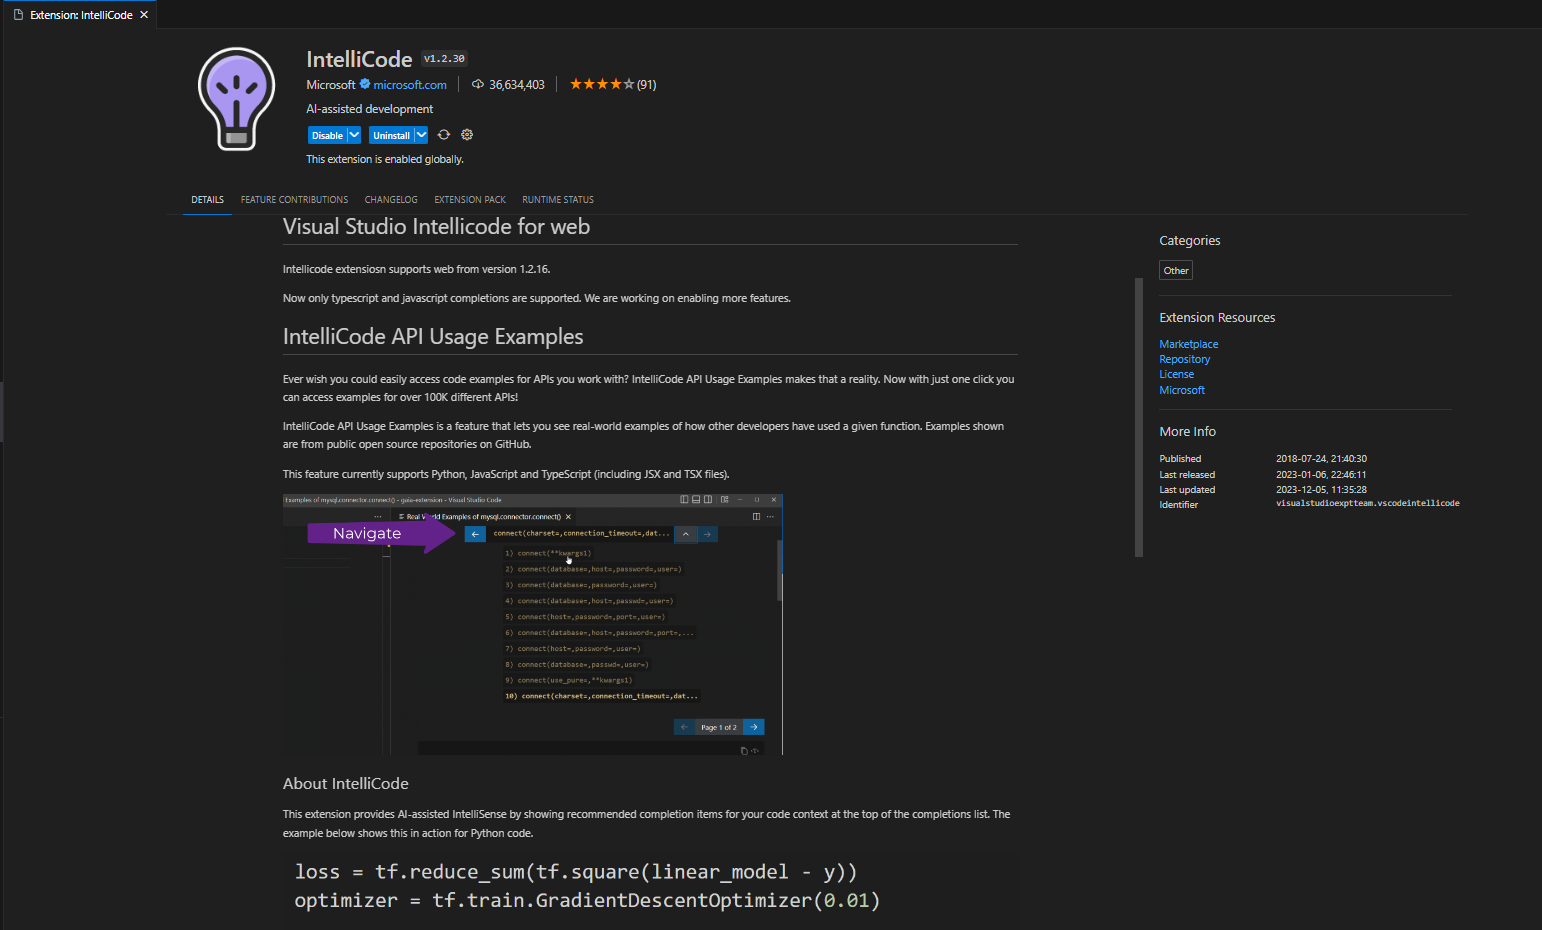 Extension: IntelliCode
IntelliCode v1.2.30
Microsoft microsoft.com 36,634,403 (91)
AI-assisted development
Disable Uninstall
This extension is enabled globally.
DETAILS FEATURE CONTRIBUTIONS CHANGELOG EXTENSION PACK RUNTIME STATUS
Visual Studio Intellicode for web
Intellicode extensiosn supports web from version 1.2.16.
Now only typescript and javascript completions are supported. We are working on enabling more features.
IntelliCode API Usage Examples
Ever wish you could easily access code examples for APIs you work with? IntelliCode API Usage Examples makes that a reality. Now with just one click you
can access examples for over 100K different APIs!
IntelliCode API Usage Examples is a feature that lets you see real-world examples of how other developers have used a given function. Examples shown
are from public open source repositories on GitHub.
This feature currently supports Python, JavaScript and TypeScript (including JSX and TSX files).
Examples of mysql.connector.connect() - gaia-extension - Visual Studio Code
Real World Examples of mysql.connector.connect()
Navigate
connect(charset=,connection_timeout=,dat...
1) connect(**kwargs1)
2) connect(database=,host=,password=,user=)
3) connect(database=,password=,user=)
4) connect(database=,host=,passwd=,user=)
5) connect(host=,password=,port=,user=)
6) connect(database=,host=,password=,port=,...
7) connect(host=,password=,user=)
8) connect(database=,passwd=,user=)
9) connect(use_pure=,**kwargs1)
10) connect(charset=,connection_timeout=,dat...
Page 1 of 2
About IntelliCode
This extension provides AI-assisted IntelliSense by showing recommended completion items for your code context at the top of the completions list. The
example below shows this in action for Python code.
loss = tf.reduce_sum(tf.square(linear_model - y))
optimizer = tf.train.GradientDescentOptimizer(0.01)
Categories
Other
Extension Resources
Marketplace
Repository
License
Microsoft
More Info
Published 2018-07-24, 21:40:30
Last released 2023-01-06, 22:46:11
Last updated 2023-12-05, 11:35:28
Identifier visualstudioexptteam.vscodeintellicode